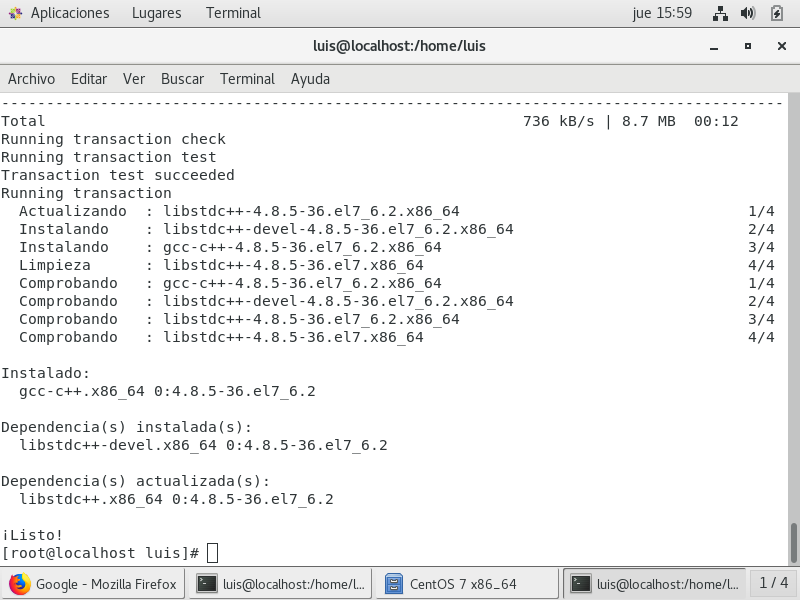 Aplicaciones Lugares Terminal jue 15:59
luis@localhost:/home/luis
Archivo Editar Ver Buscar Terminal Ayuda
--------------------------------------------------------------------------------------
Total 736 kB/s | 8.7 MB 00:12
Running transaction check
Running transaction test
Transaction test succeeded
Running transaction
Actualizando : libstdc++-4.8.5-36.el7_6.2.x86_64 1/4
Instalando : libstdc++-devel-4.8.5-36.el7_6.2.x86_64 2/4
Instalando : gcc-c++-4.8.5-36.el7_6.2.x86_64 3/4
Limpieza : libstdc++-4.8.5-36.el7.x86_64 4/4
Comprobando : gcc-c++-4.8.5-36.el7_6.2.x86_64 1/4
Comprobando : libstdc++-devel-4.8.5-36.el7_6.2.x86_64 2/4
Comprobando : libstdc++-4.8.5-36.el7_6.2.x86_64 3/4
Comprobando : libstdc++-4.8.5-36.el7.x86_64 4/4
Instalado:
gcc-c++.x86_64 0:4.8.5-36.el7_6.2
Dependencia(s) instalada(s):
libstdc++-devel.x86_64 0:4.8.5-36.el7_6.2
Dependencia(s) actualizada(s):
libstdc++.x86_64 0:4.8.5-36.el7_6.2
¡Listo!
[root@localhost luis]#
Google - Mozilla Firefox luis@localhost:/home/l... CentOS 7 x86_64 luis@localhost:/home/l... 1 / 4